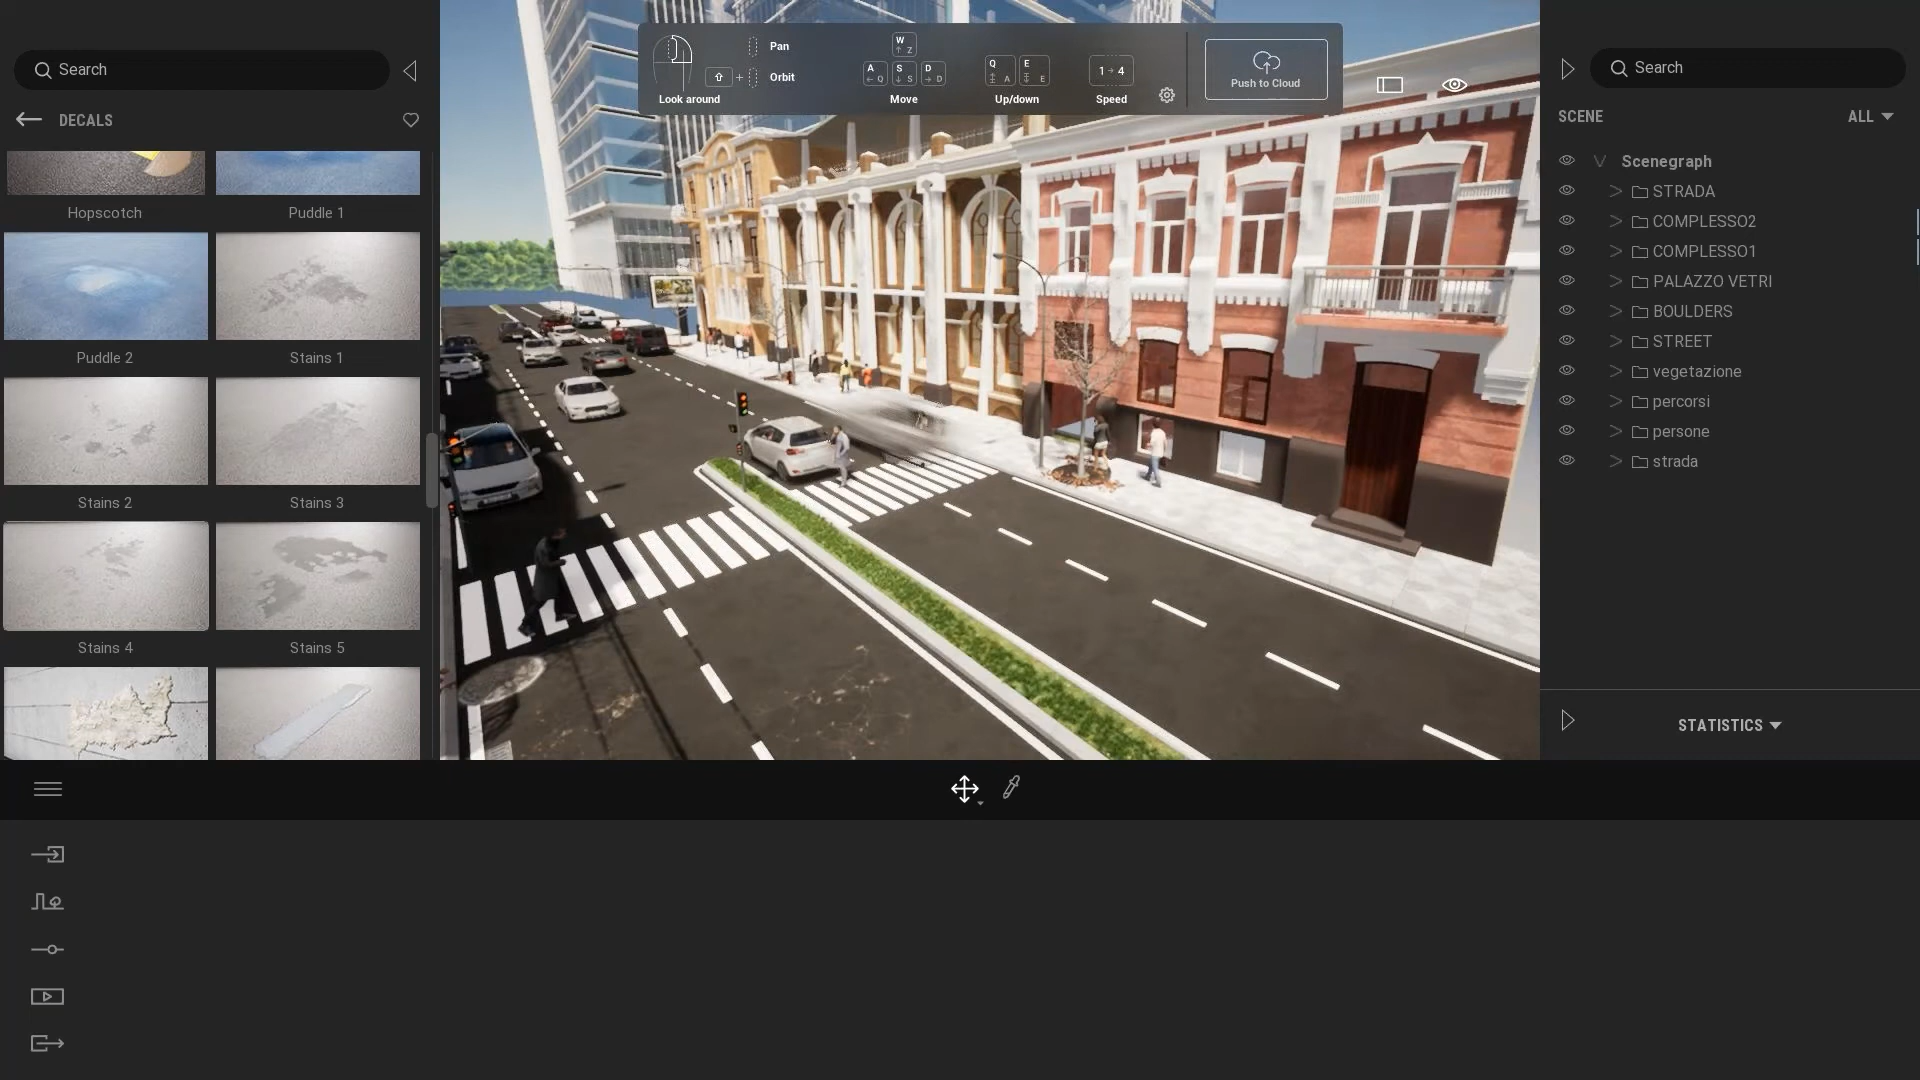 Search
DECALS
Hopscotch
Puddle 1
Puddle 2
Stains 1
Stains 2
Stains 3
Stains 4
Stains 5
Look around
Pan
+
Orbit
W
↑ Z
A
← Q
S
↓ S
D
→ D
Move
Q
A
E
E
Up/down
1 → 4
Speed
Push to Cloud
Search
SCENE
ALL
Scenegraph
STRADA
COMPLESSO2
COMPLESSO1
PALAZZO VETRI
BOULDERS
STREET
vegetazione
percorsi
persone
strada
STATISTICS